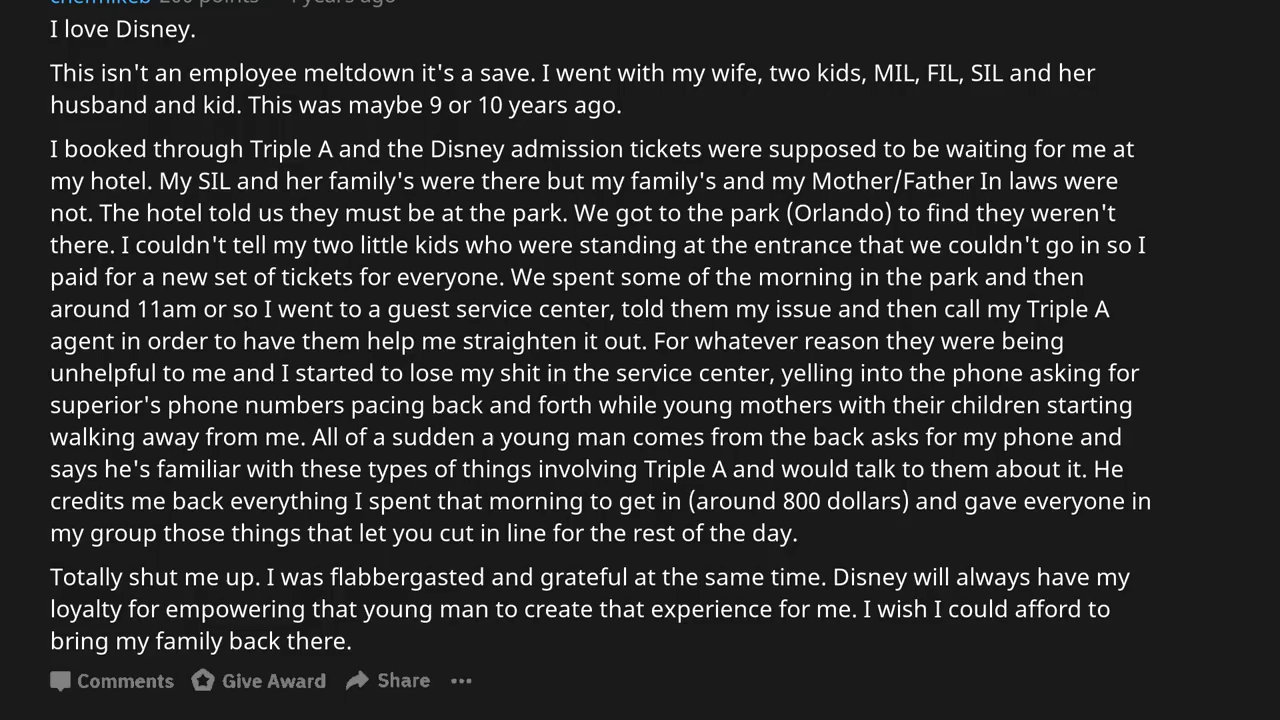 I love Disney.
This isn't an employee meltdown it's a save. I went with my wife, two kids, MIL, FIL, SIL and her
husband and kid. This was maybe 9 or 10 years ago.
I booked through Triple A and the Disney admission tickets were supposed to be waiting for me at
my hotel. My SIL and her family's were there but my family's and my Mother/Father In laws were
not. The hotel told us they must be at the park. We got to the park (Orlando) to find they weren't
there. I couldn't tell my two little kids who were standing at the entrance that we couldn't go in so I
paid for a new set of tickets for everyone. We spent some of the morning in the park and then
around 11am or so I went to a guest service center, told them my issue and then call my Triple A
agent in order to have them help me straighten it out. For whatever reason they were being
unhelpful to me and I started to lose my shit in the service center, yelling into the phone asking for
superior's phone numbers pacing back and forth while young mothers with their children starting
walking away from me. All of a sudden a young man comes from the back asks for my phone and
says he's familiar with these types of things involving Triple A and would talk to them about it. He
credits me back everything I spent that morning to get in (around 800 dollars) and gave everyone in
my group those things that let you cut in line for the rest of the day.
Totally shut me up. I was flabbergasted and grateful at the same time. Disney will always have my
loyalty for empowering that young man to create that experience for me. I wish I could afford to
bring my family back there.
Comments Give Award Share